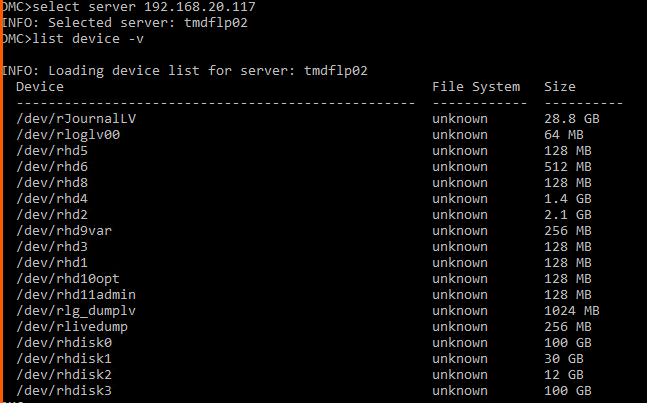 DMC>select server 192.168.20.117
INFO: Selected server: tmdflp02
DMC>list device -v
INFO: Loading device list for server: tmdflp02
Device File System Size
-------------------------------------------------- ------------ ----------
/dev/rJournalLV unknown 28.8 GB
/dev/rloglv00 unknown 64 MB
/dev/rhd5 unknown 128 MB
/dev/rhd6 unknown 512 MB
/dev/rhd8 unknown 128 MB
/dev/rhd4 unknown 1.4 GB
/dev/rhd2 unknown 2.1 GB
/dev/rhd9var unknown 256 MB
/dev/rhd3 unknown 128 MB
/dev/rhd1 unknown 128 MB
/dev/rhd10opt unknown 128 MB
/dev/rhd11admin unknown 128 MB
/dev/rlg_dumplv unknown 1024 MB
/dev/rlivedump unknown 256 MB
/dev/rhdisk0 unknown 100 GB
/dev/rhdisk1 unknown 30 GB
/dev/rhdisk2 unknown 12 GB
/dev/rhdisk3 unknown 100 GB